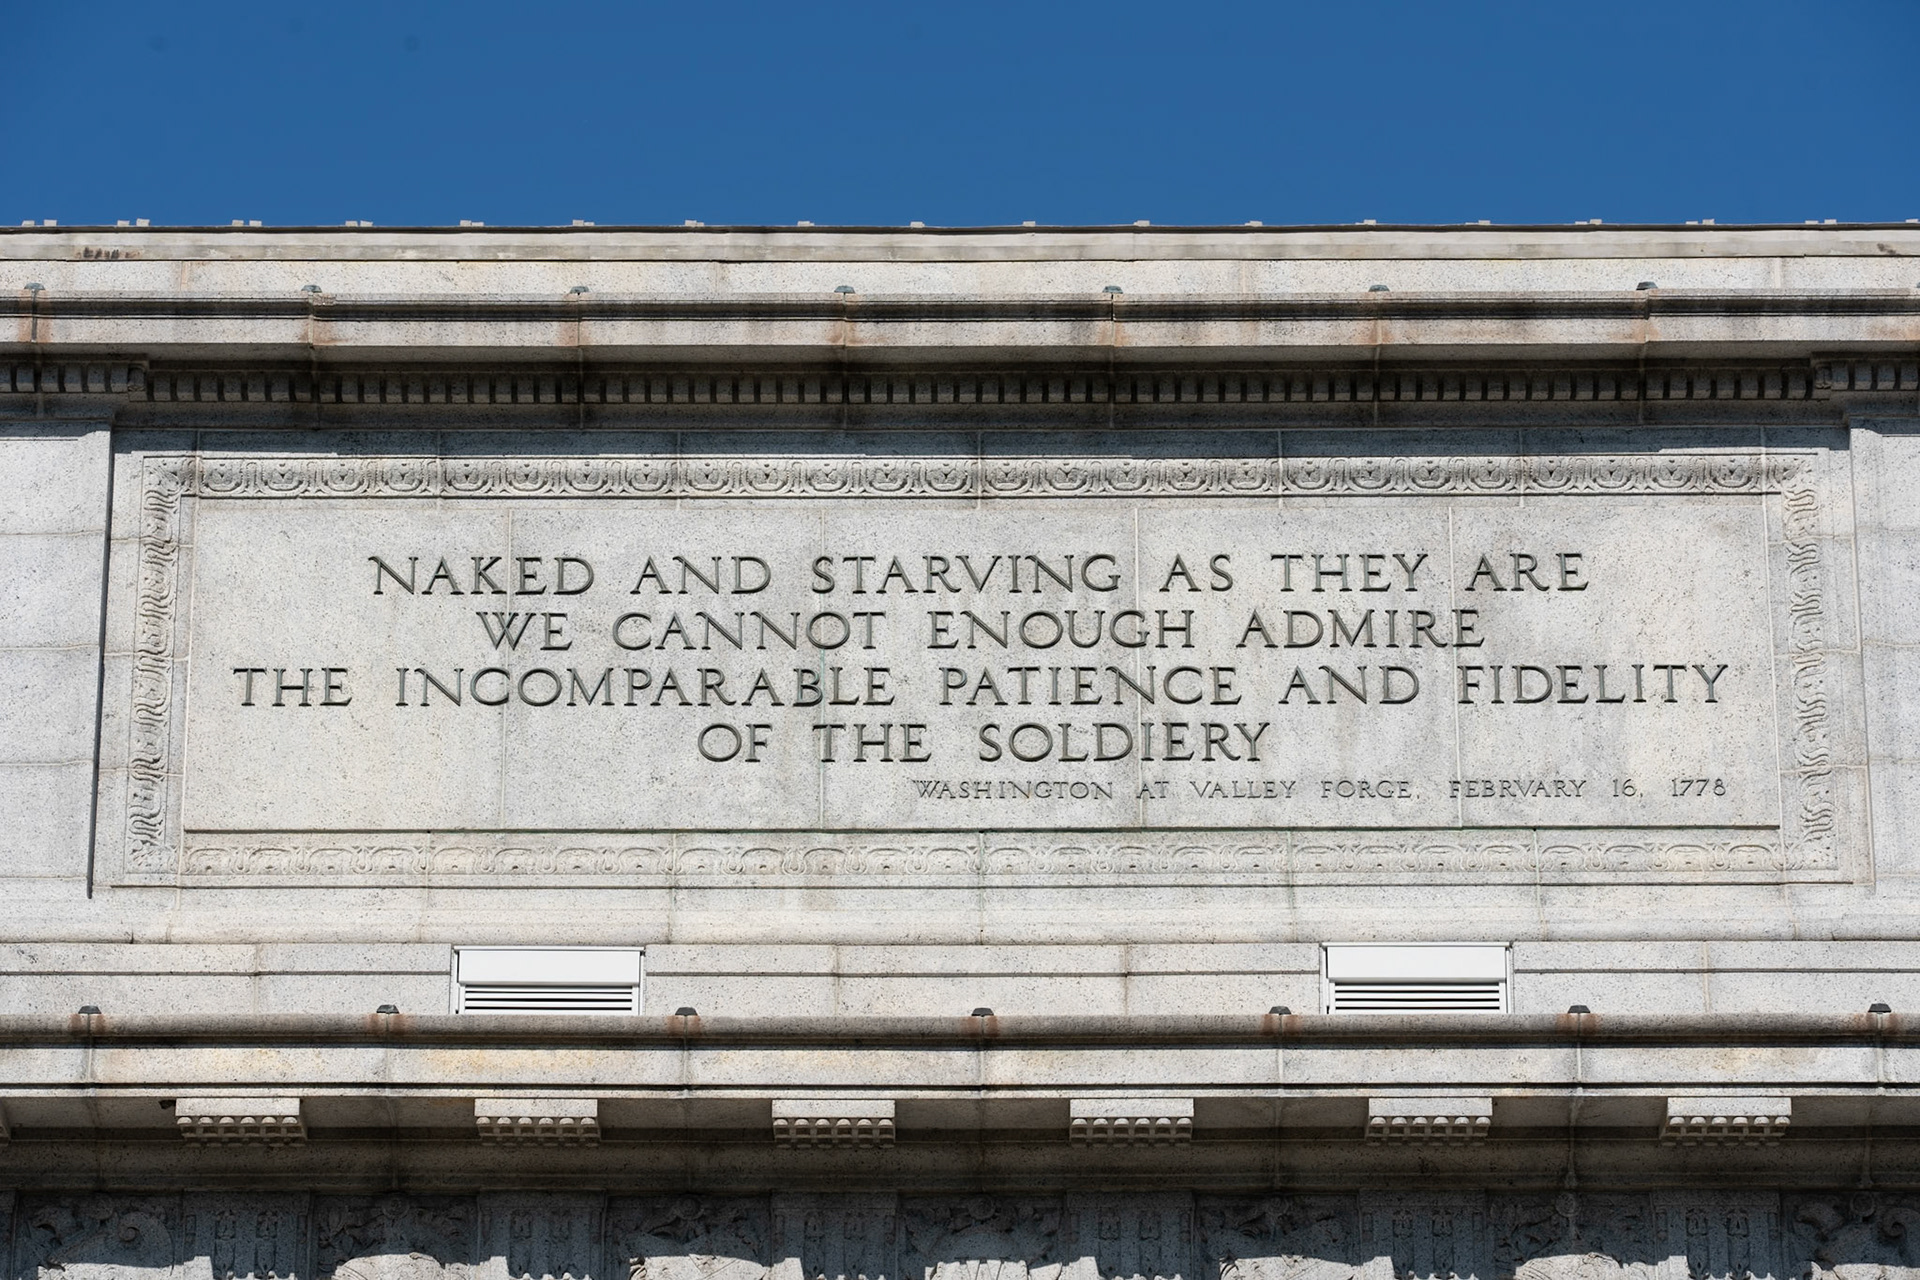 NAKED AND STARVING AS THEY ARE
WE CANNOT ENOUGH ADMIRE
THE INCOMPARABLE PATIENCE AND FIDELITY
OF THE SOLDIERY
WASHINGTON AT VALLEY FORGE, FEBRVARY 16, 1778